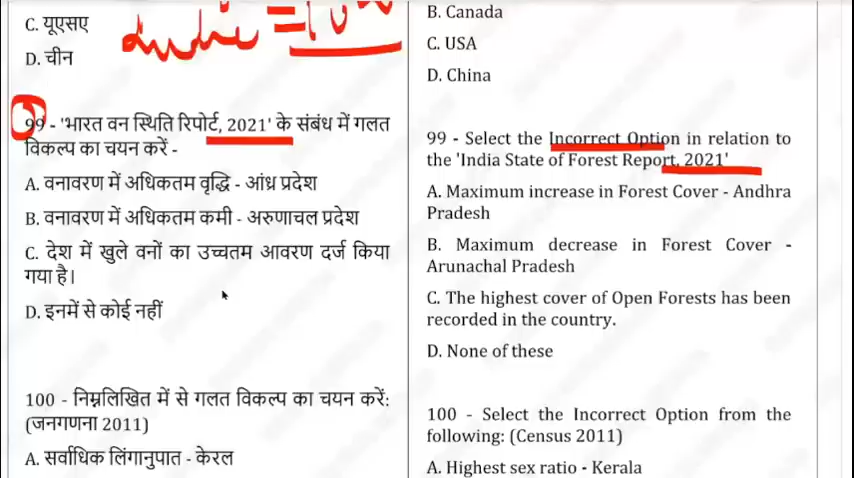 C. यूएसए
D. चीन
99 - 'भारत वन स्थिति रिपोर्ट, 2021' के संबंध में गलत
विकल्प का चयन करें -
A. वनावरण में अधिकतम वृद्धि - आंध्र प्रदेश
B. वनावरण में अधिकतम कमी - अरुणाचल प्रदेश
C. देश में खुले वनों का उच्चतम आवरण दर्ज किया
गया है।
D. इनमें से कोई नहीं
100 - निम्नलिखित में से गलत विकल्प का चयन करें:
(जनगणना 2011)
A. सर्वाधिक लिंगानुपात - केरल
B. Canada
C. USA
D. China
99 - Select the Incorrect Option in relation to
the 'India State of Forest Report, 2021'
A. Maximum increase in Forest Cover - Andhra
Pradesh
B. Maximum decrease in Forest Cover -
Arunachal Pradesh
C. The highest cover of Open Forests has been
recorded in the country.
D. None of these
100 - Select the Incorrect Option from the
following: (Census 2011)
A. Highest sex ratio - Kerala